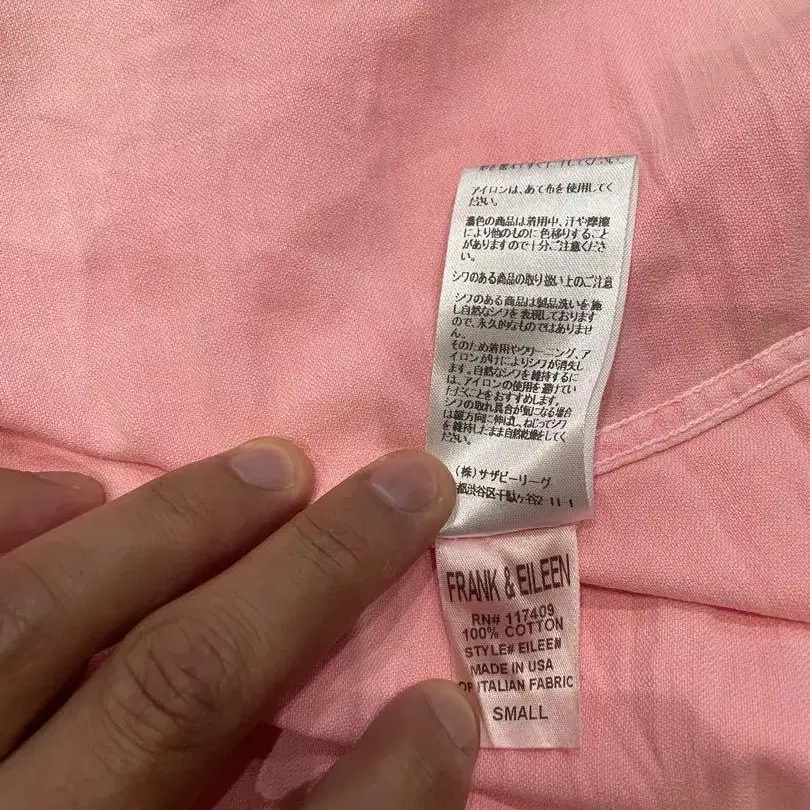 アイロンは、あて布を使用してく
ださい。
濃色の商品は着用中、汗や摩擦
により他のものに色移りすること
がありますので十分ご注意くださ
い。
シワのある商品の取り扱い上のご注意
シワのある商品は製品洗いを施
し自然なシワを表現しております
ので、永久的なものではありませ
ん。
そのため着用やクリーニング、ア
イロンがけによりシワが消失し
ます。自然なシワを維持するに
は、アイロンの使用を避けてい
ただくことをおすすめします。
シワの取れ具合が気になる場合
は縦方向に伸ばし、ねじってシワ
を維持したまま自然乾燥をしてく
ださい。
(株)サザビーリーグ
都渋谷区千駄ヶ谷2-11-1
FRANK & EILEEN
RN# 117409
100% COTTON
STYLE# EILEEN
MADE IN USA
OF ITALIAN FABRIC
SMALL